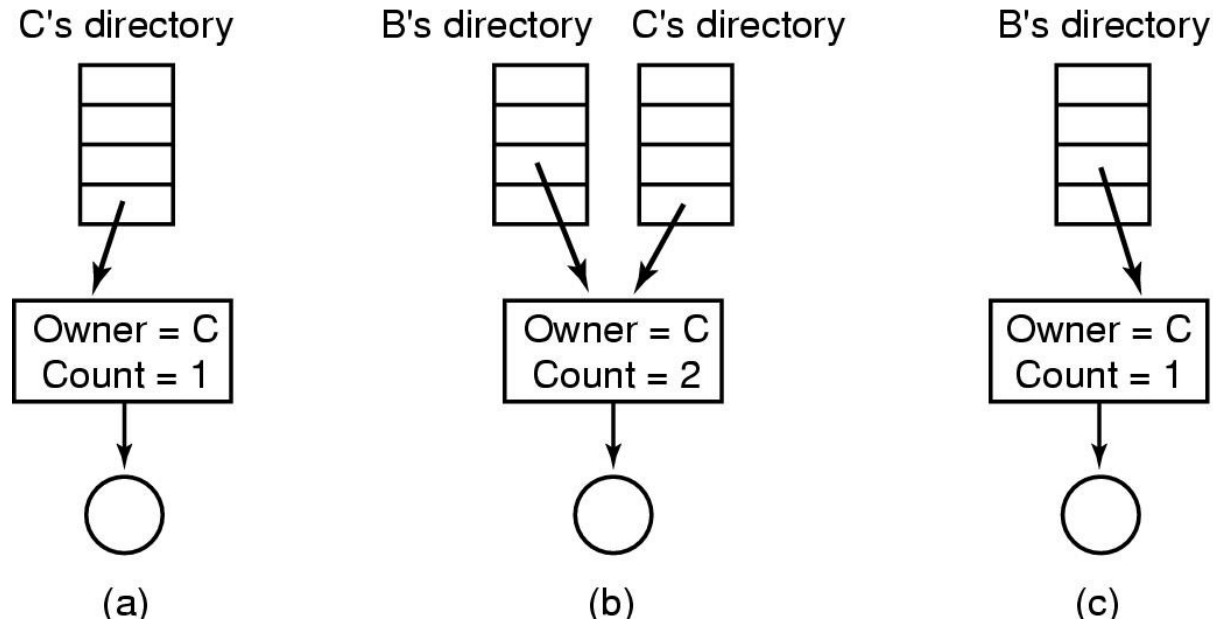 C's directory
B's directory C's directory
B's directory
Owner = C
Count = 1
Owner = C
Count = 2
Owner = C
Count = 1
(a)
(b)
(c)